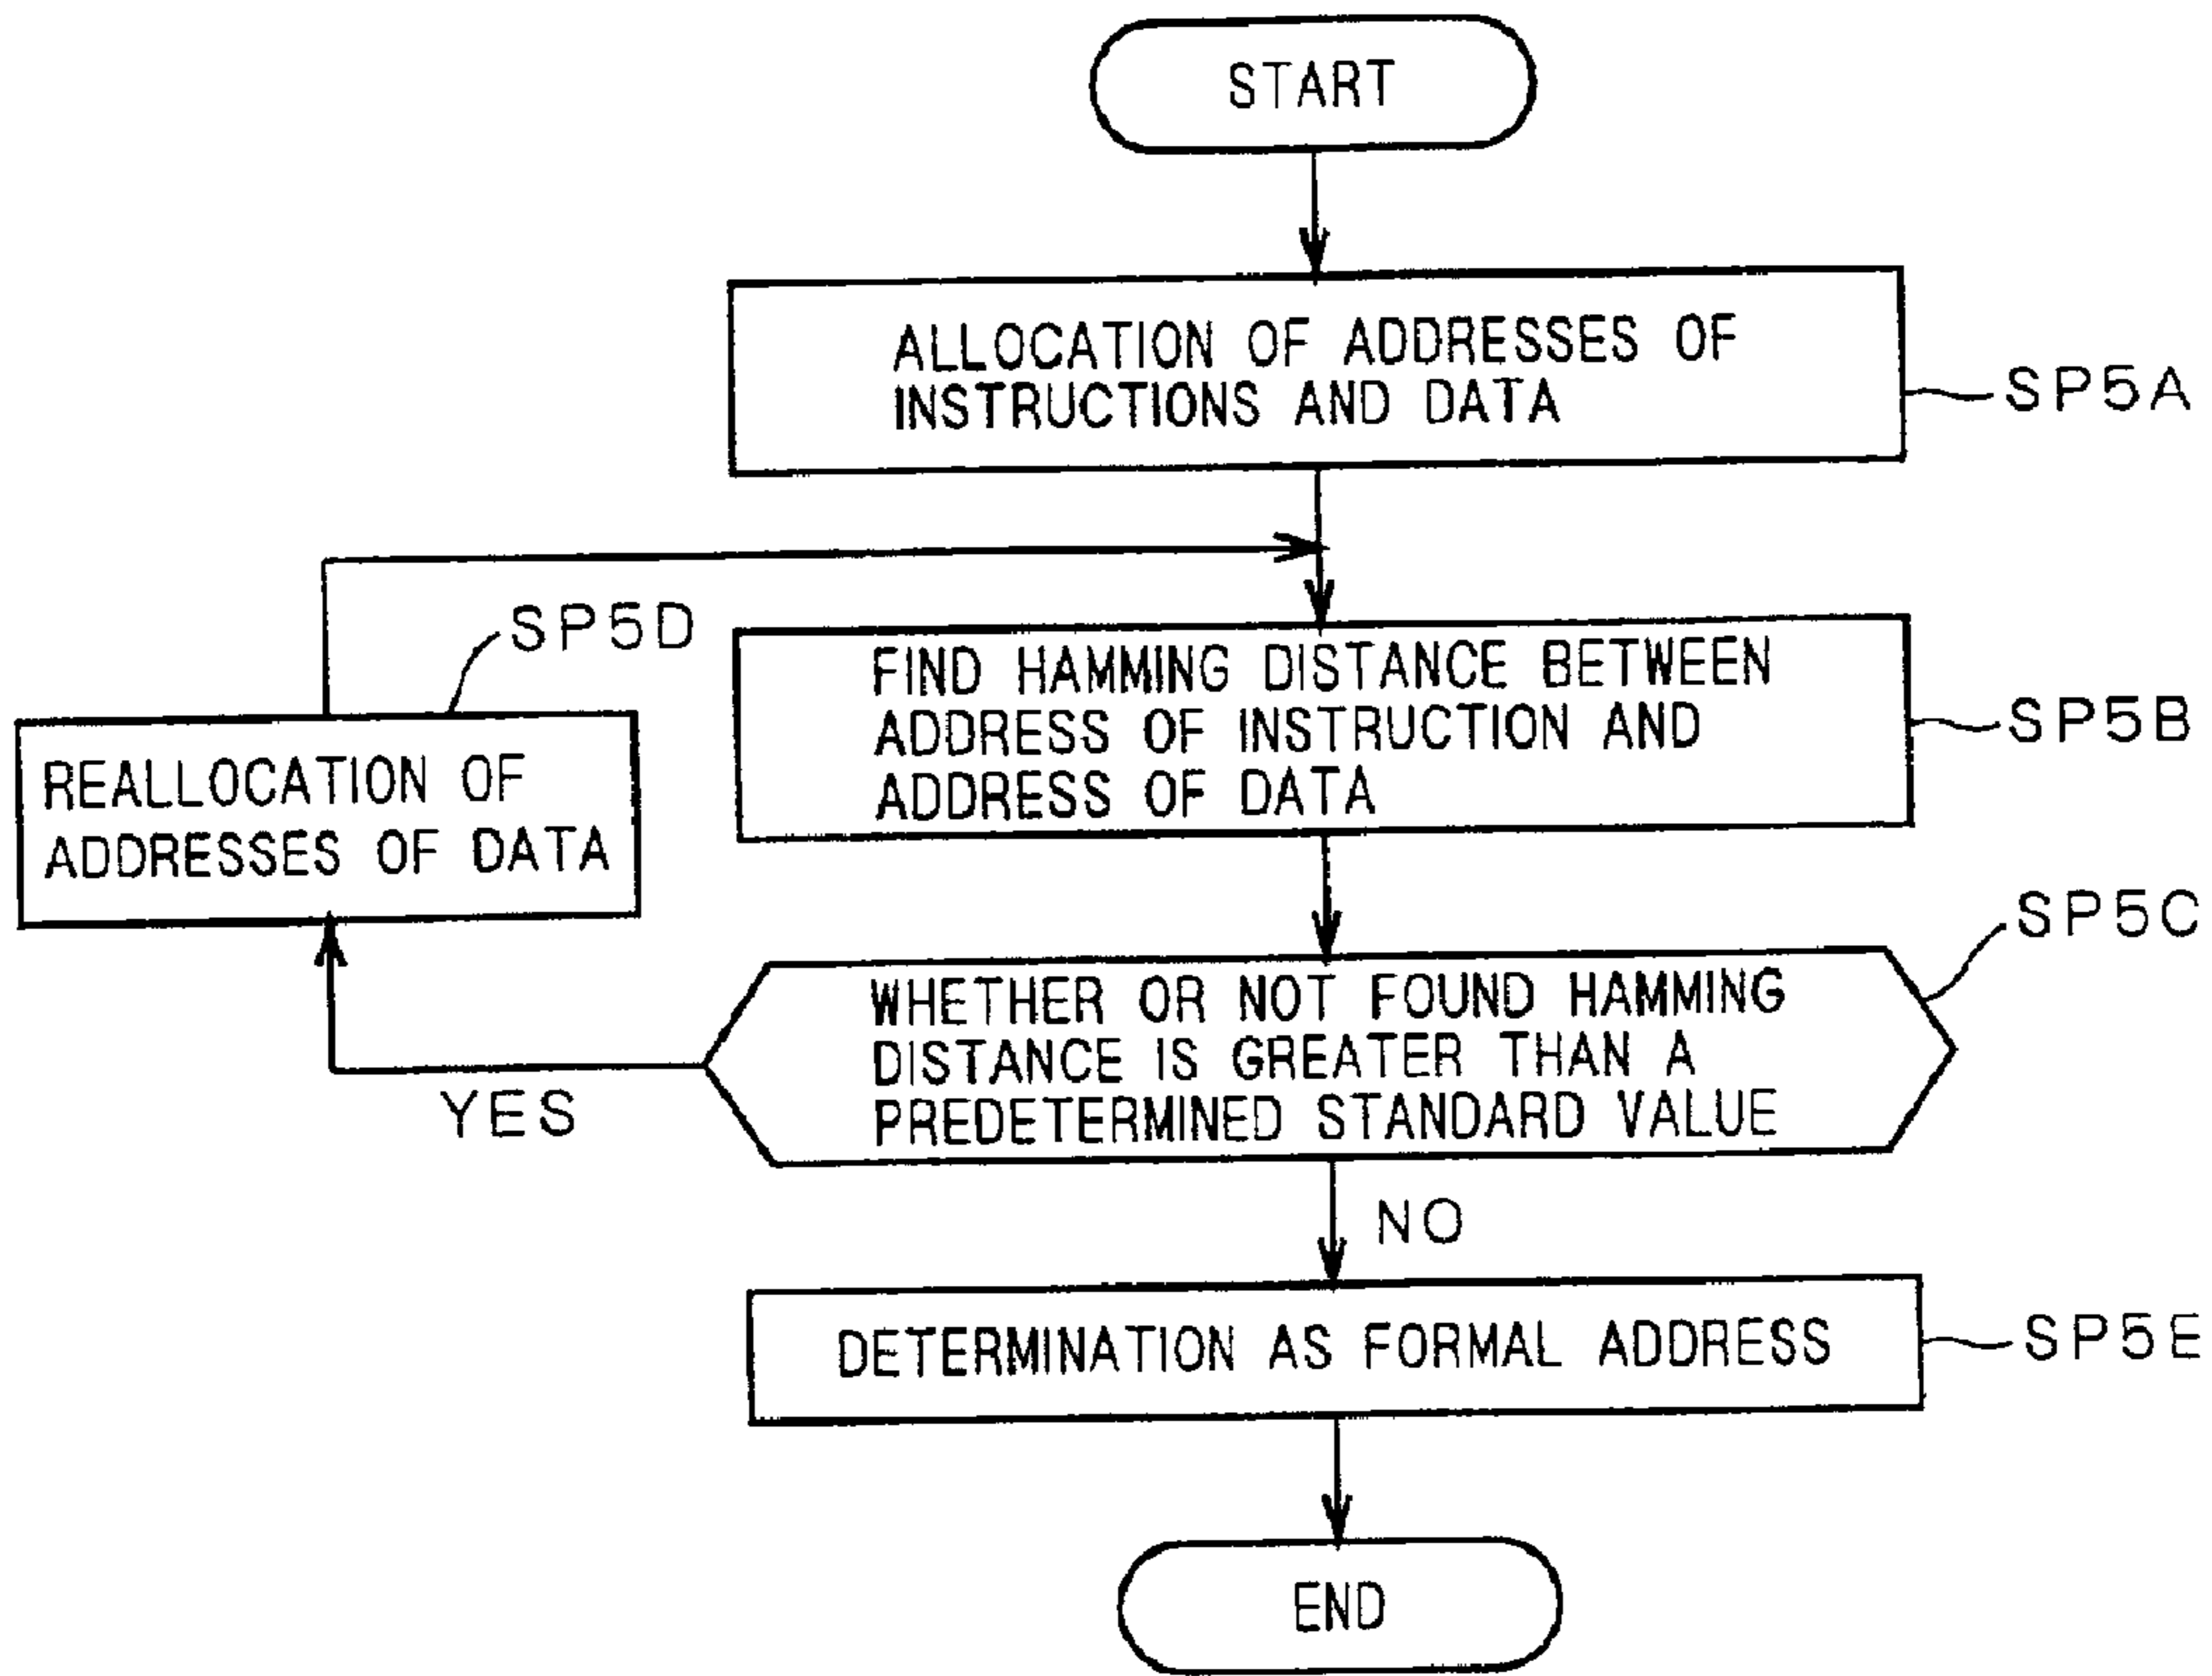 START
ALLOCATION OF ADDRESSES OF
INSTRUCTIONS AND DATA
SP5A
SP5D
FIND HAMMING DISTANCE BETWEEN
ADDRESS OF INSTRUCTION AND
ADDRESS OF DATA
SP5B
REALLOCATION OF
ADDRESSES OF DATA
SP5C
WHETHER OR NOT FOUND HAMMING
DISTANCE IS GREATER THAN A
PREDETERMINED STANDARD VALUE
YES
NO
DETERMINATION AS FORMAL ADDRESS
SP5E
END